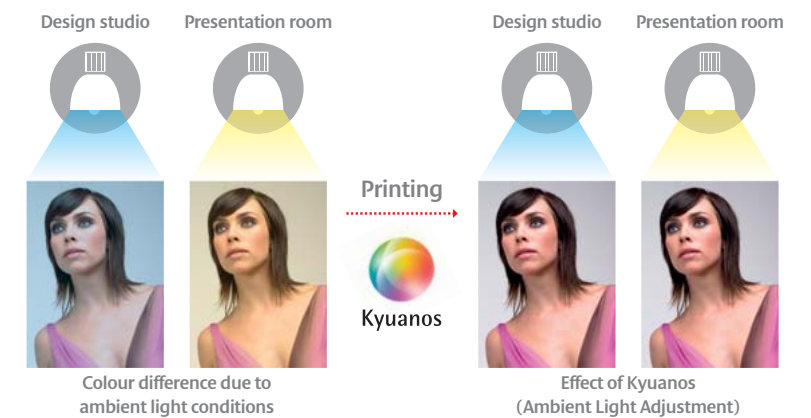 Design studio
Presentation room
Design studio
Presentation room
Printing
Kyuanos
Colour difference due to
ambient light conditions
Effect of Kyuanos
(Ambient Light Adjustment)